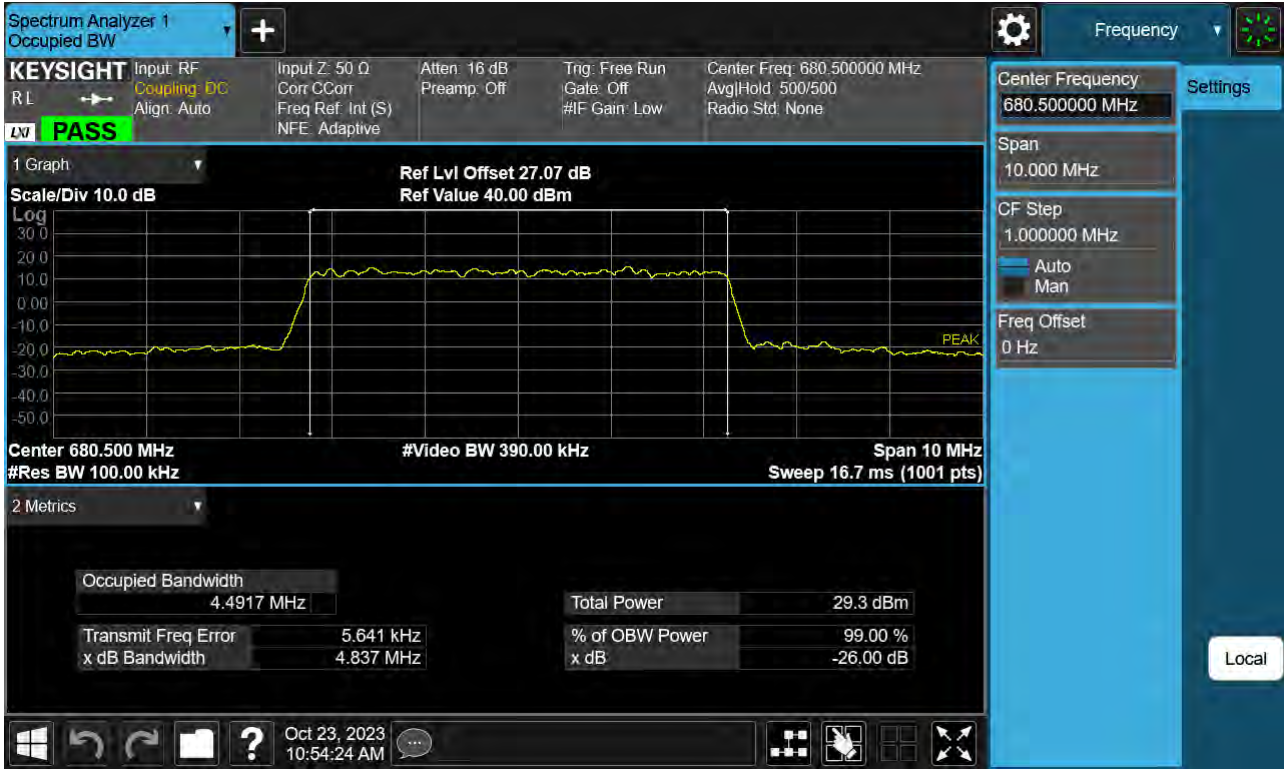 Spectrum Analyzer 1
Occupied BW
Frequency
KEYSIGHT
RL
LXI
PASS
Input: RF
Coupling: DC
Align: Auto
Input Z: 50 Ω
Corr CCorr
Freq Ref: Int (S)
NFE: Adaptive
Atten: 16 dB
Preamp: Off
Trig: Free Run
Gate: Off
#IF Gain: Low
Center Freq: 680.500000 MHz
Avg|Hold: 500/500
Radio Std: None
Center Frequency
680.500000 MHz
Settings
Span
10.000 MHz
CF Step
1.000000 MHz
Auto
Man
Freq Offset
0 Hz
Local
1 Graph
Scale/Div 10.0 dB
Ref Lvl Offset 27.07 dB
Ref Value 40.00 dBm
Log
30.0
20.0
10.0
0.00
-10.0
-20.0
-30.0
-40.0
-50.0
PEAK
Center 680.500 MHz
#Video BW 390.00 kHz
Span 10 MHz
#Res BW 100.00 kHz
Sweep 16.7 ms (1001 pts)
2 Metrics
Occupied Bandwidth
4.4917 MHz
Total Power 29.3 dBm
Transmit Freq Error 5.641 kHz
% of OBW Power 99.00 %
x dB Bandwidth 4.837 MHz
x dB -26.00 dB
?
Oct 23, 2023
10:54:24 AM